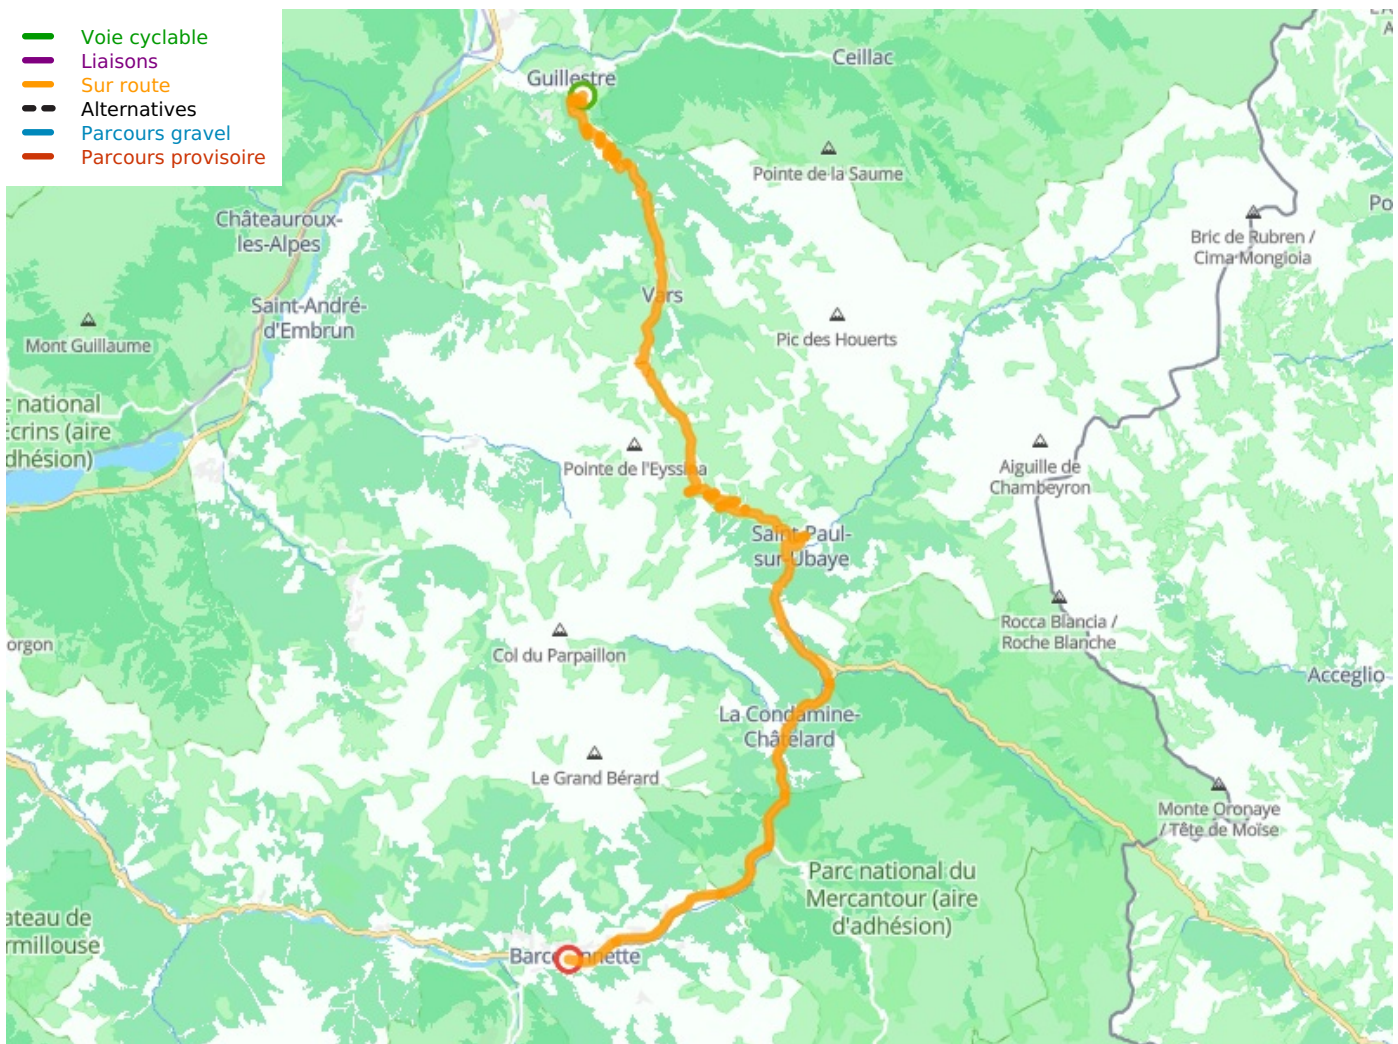 Voie cyclable
Liaisons
Sur route
Alternatives
Parcours gravel
Parcours provisoire
Guillestre
Ceillac
Pointe de la Saume
Châteauroux-
les-Alpes
Bric de Rubren /
Cima Mongioia
Saint-André-
d'Embrun
Vars
Mont Guillaume
Pic des Houerts
c national
Écrins (aire
dhésion)
Pointe de l'Eyssina
Aiguille de
Chambeyron
Saint-Paul-
sur-Ubaye
Rocca Blancia /
Roche Blanche
orgon
Col du Parpaillon
Acceglio
La Condamine-
Châtelard
Le Grand Bérard
Monte Oronaye
/ Tête de Moïse
Parc national du
Mercantour (aire
d'adhésion)
ateau de
rmillouse
Barcelonnette
Po